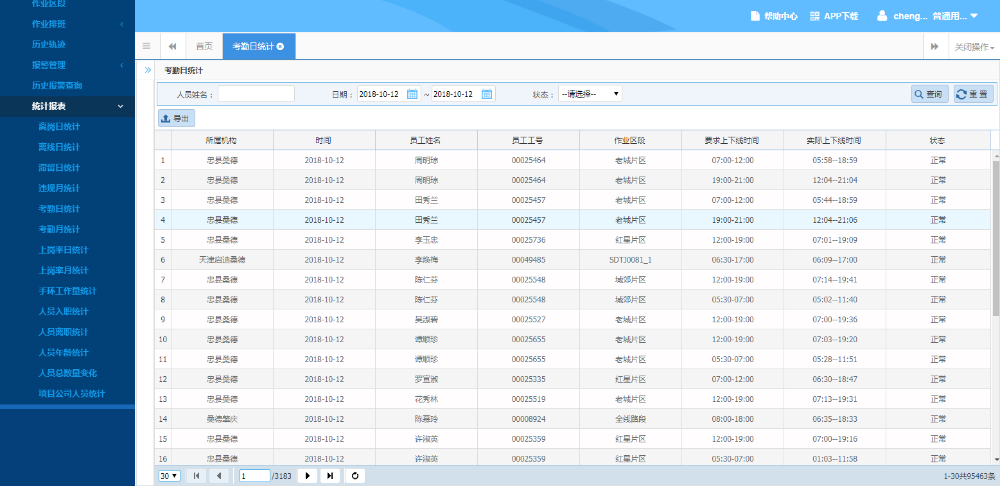 作业区段
作业排班
历史轨迹
报警管理
历史报警查询
统计报表
离岗日统计
离线日统计
滞留日统计
违规月统计
考勤日统计
考勤月统计
上岗率日统计
上岗率月统计
手环工作量统计
人员入职统计
人员离职统计
人员年龄统计
人员总数量变化
项目公司人员统计
帮助中心 APP下载 cheng... 普通用...
首页 考勤日统计 关闭操作
考勤日统计
人员姓名： 日期： 2018-10-12 ~ 2018-10-12 状态： --请选择-- 查询 重置
导出
所属机构 时间 员工姓名 员工工号 作业区段 要求上下线时间 实际上下线时间 状态
1 忠县桑德 2018-10-12 周明琼 00025464 老城片区 07:00-12:00 05:58--18:59 正常
2 忠县桑德 2018-10-12 周明琼 00025464 老城片区 19:00-21:00 12:04--21:04 正常
3 忠县桑德 2018-10-12 田秀兰 00025457 老城片区 07:00-12:00 05:44--18:59 正常
4 忠县桑德 2018-10-12 田秀兰 00025457 老城片区 19:00-21:00 12:04--21:06 正常
5 忠县桑德 2018-10-12 李玉忠 00025736 红星片区 12:00-19:00 07:01--19:09 正常
6 天津启迪桑德 2018-10-12 李焕梅 00049485 SDTJ0081_1 06:30-17:00 06:09--17:00 正常
7 忠县桑德 2018-10-12 陈仁芬 00025548 城郊片区 12:00-19:00 07:14--19:41 正常
8 忠县桑德 2018-10-12 陈仁芬 00025548 城郊片区 05:30-07:00 05:02--11:40 正常
9 忠县桑德 2018-10-12 吴淑碧 00025527 老城片区 12:00-19:00 07:00--19:36 正常
10 忠县桑德 2018-10-12 谭顺珍 00025655 老城片区 12:00-19:00 07:03--19:20 正常
11 忠县桑德 2018-10-12 谭顺珍 00025655 老城片区 05:30-07:00 05:28--11:51 正常
12 忠县桑德 2018-10-12 罗宣淑 00025335 红星片区 07:00-12:00 06:30--18:47 正常
13 忠县桑德 2018-10-12 花秀林 00025519 老城片区 12:00-19:00 07:13--19:31 正常
14 桑德肇庆 2018-10-12 陈慕玲 00008924 全线路段 08:00-18:00 06:35--18:33 正常
15 忠县桑德 2018-10-12 许淑英 00025359 红星片区 12:00-19:00 07:00--19:16 正常
16 忠县桑德 2018-10-12 许淑英 00025359 红星片区 05:30-07:00 01:03--11:58 正常
30 1 /3183 1-30共95463条